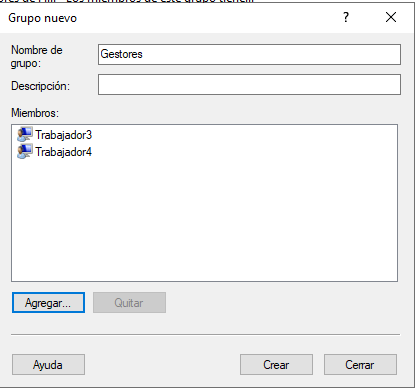 Grupo nuevo
?
Nombre de
grupo:
Gestores
Descripción:
Miembros:
Trabajador3
Trabajador4
Agregar...
Quitar
Ayuda
Crear
Cerrar